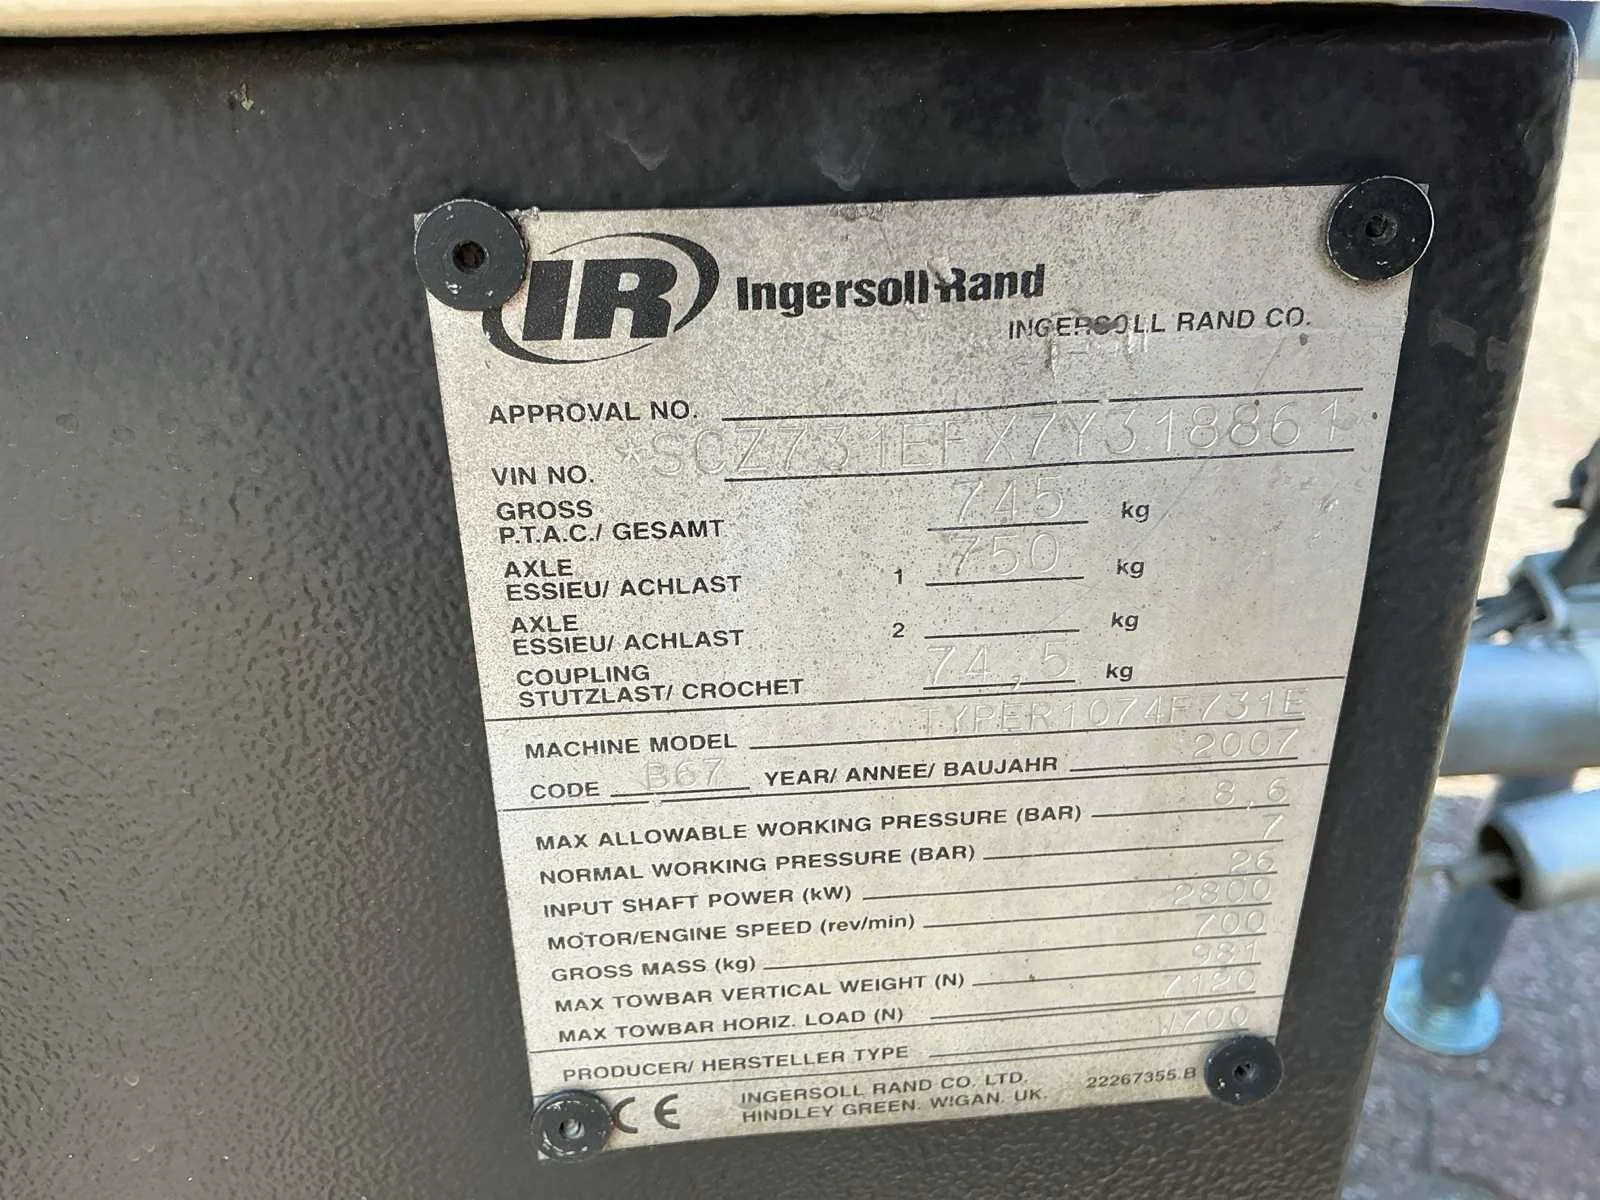 IR Ingersoll-Rand
INGERSOLL RAND CO.
APPROVAL NO.
VIN NO. *SCZ731EFX7Y318861
GROSS
P.T.A.C./ GESAMT 745 kg
AXLE
ESSIEU/ ACHLAST 1 750 kg
AXLE
ESSIEU/ ACHLAST 2 kg
COUPLING
STUTZLAST/ CROCHET 74,5 kg
MACHINE MODEL TYPER1074F731E
CODE B67 YEAR/ ANNEE/ BAUJAHR 2007
MAX ALLOWABLE WORKING PRESSURE (BAR) 8,6
NORMAL WORKING PRESSURE (BAR) 7
INPUT SHAFT POWER (kW) 26
MOTOR/ENGINE SPEED (rev/min) 2800
GROSS MASS (kg) 700
MAX TOWBAR VERTICAL WEIGHT (N) 981
MAX TOWBAR HORIZ. LOAD (N) 7120
PRODUCER/ HERSTELLER TYPE W700
CE INGERSOLL RAND CO. LTD. 22267355.B
HINDLEY GREEN. WIGAN. UK.